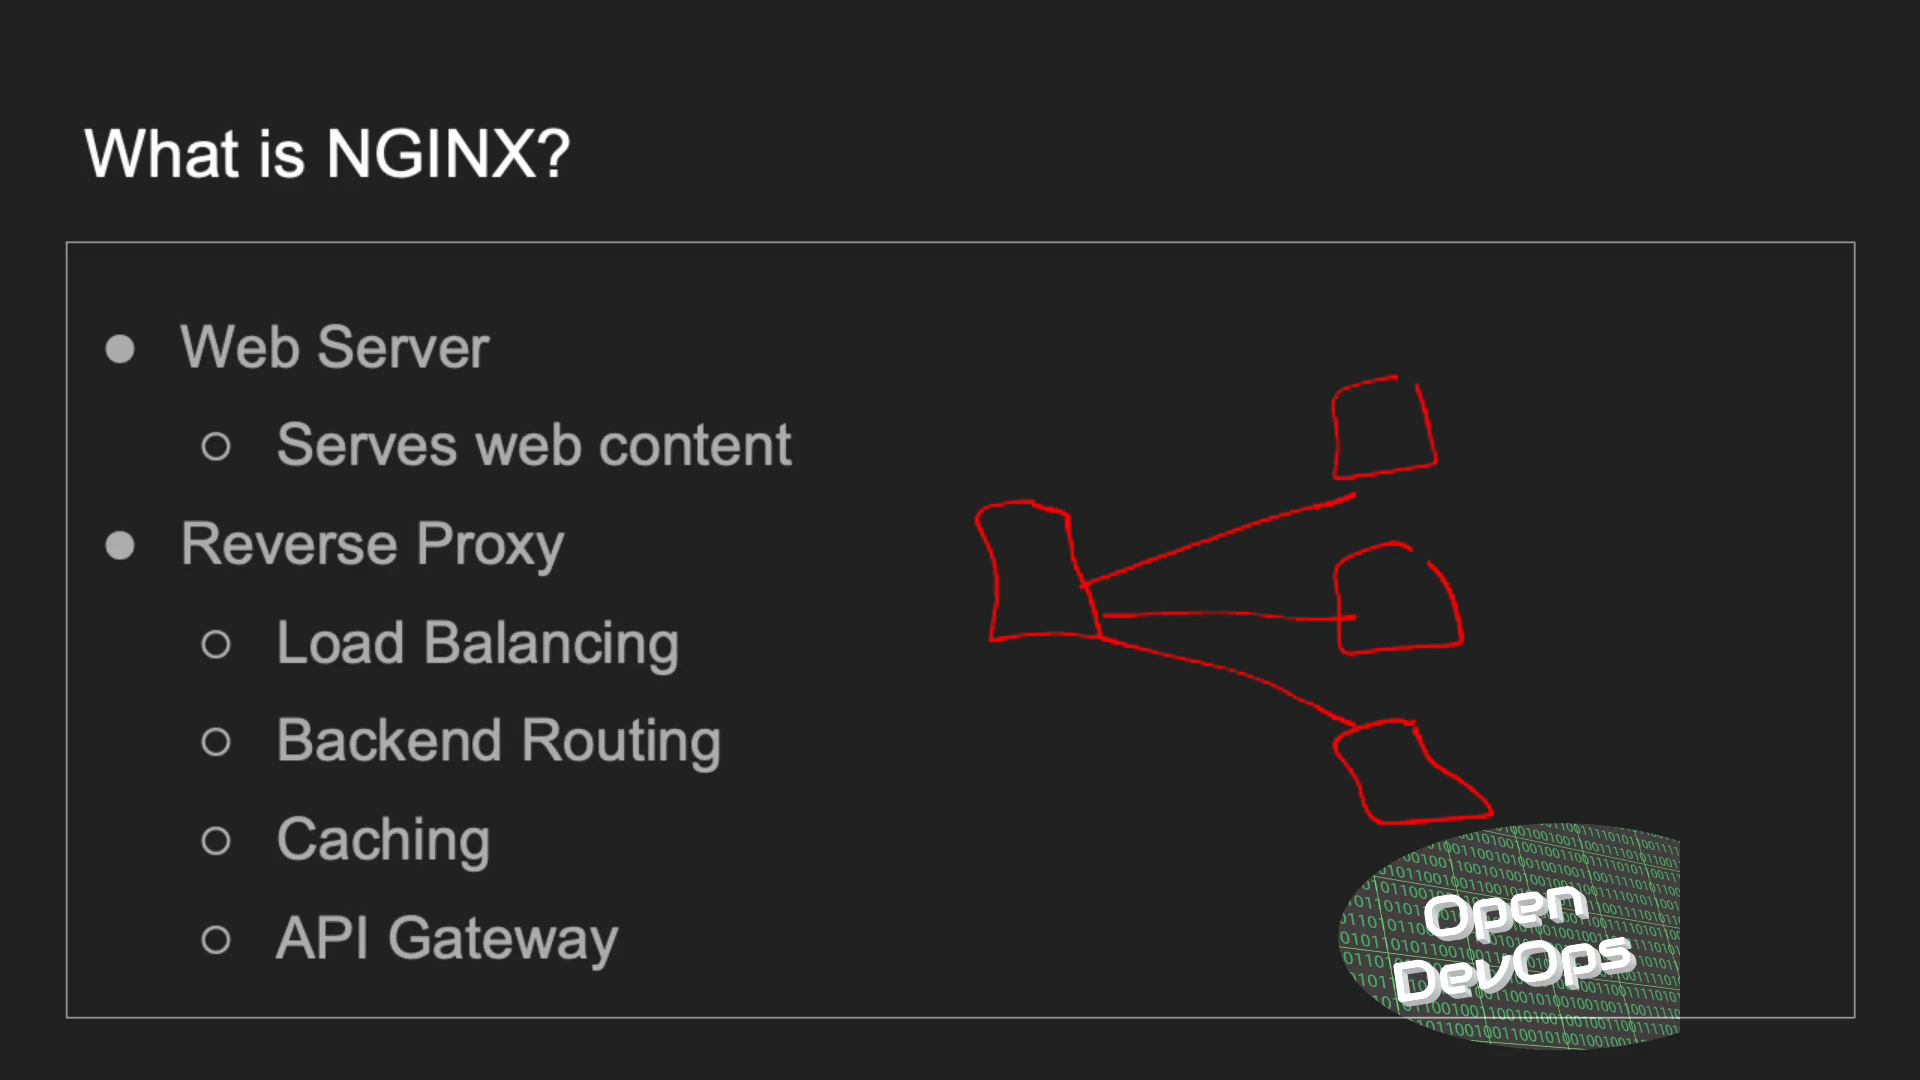 What is NGINX?
● Web Server
○ Serves web content
● Reverse Proxy
○ Load Balancing
○ Backend Routing
○ Caching
○ API Gateway
Open
DevOps